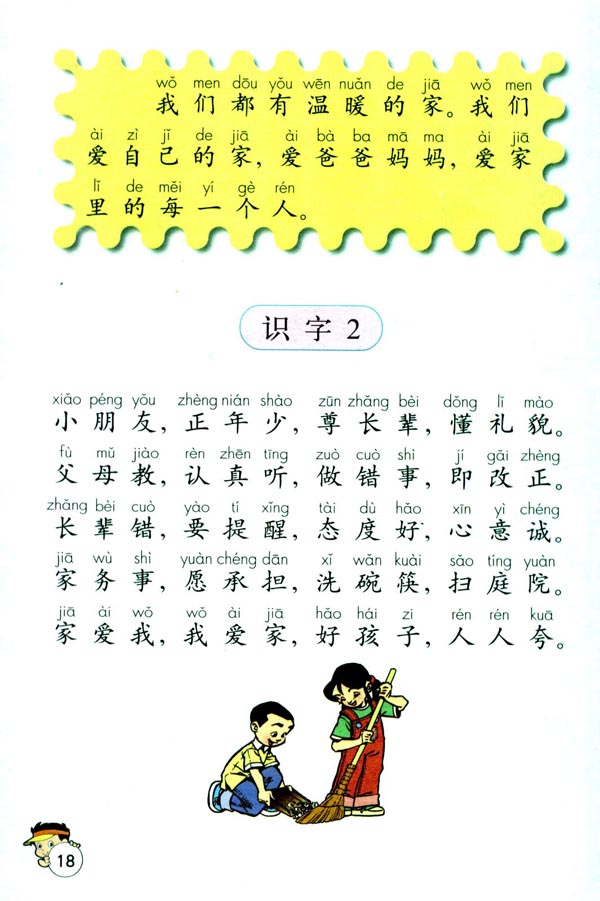 wǒ men dōu yǒu wēn nuǎn de jiā wǒ men
我们都有温暖的家。我们
ài zì jǐ de jiā ài bà ba mā ma ài jiā
爱自己的家，爱爸爸妈妈，爱家
lǐ de měi yí gè rén
里的每一个人。
识字2
xiǎo péng yǒu zhèng nián shào zūn zhǎng bèi dǒng lǐ mào
小朋友，正年少，尊长辈，懂礼貌。
fù mǔ jiào rèn zhēn tīng zuò cuò shì jí gǎi zhèng
父母教，认真听，做错事，即改正。
zhǎng bèi cuò yào tí xǐng tài dù hǎo xīn yì chéng
长辈错，要提醒，态度好，心意诚。
jiā wù shì yuàn chéng dān xǐ wǎn kuài sǎo tíng yuàn
家务事，愿承担，洗碗筷，扫庭院。
jiā ài wǒ wǒ ài jiā hǎo hái zi rén rén kuā
家爱我，我爱家，好孩子，人人夸。
18